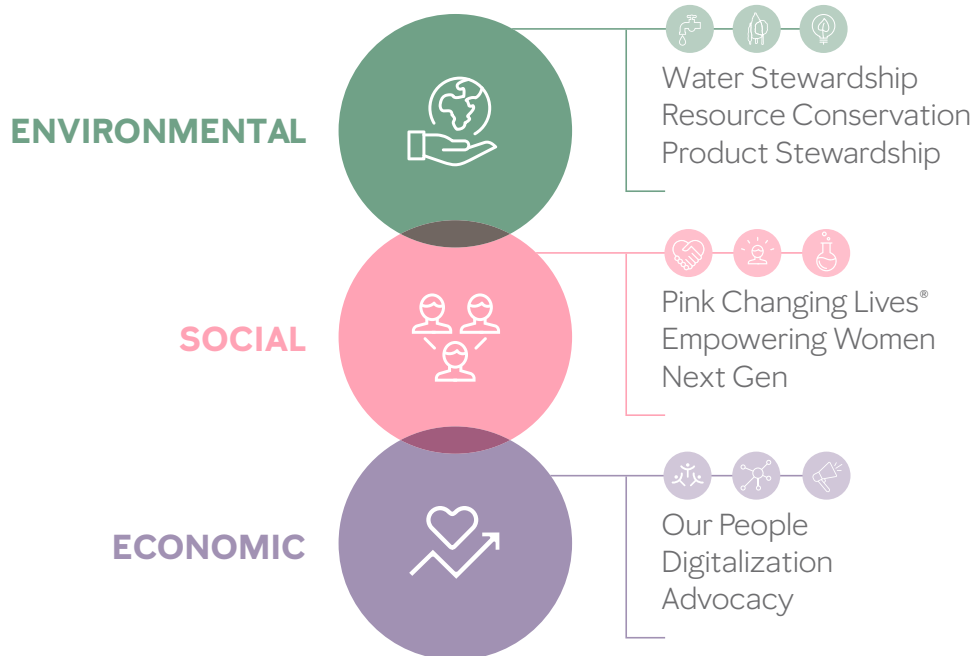 ENVIRONMENTAL
Water Stewardship
Resource Conservation
Product Stewardship
SOCIAL
Pink Changing Lives®
Empowering Women
Next Gen
ECONOMIC
Our People
Digitalization
Advocacy